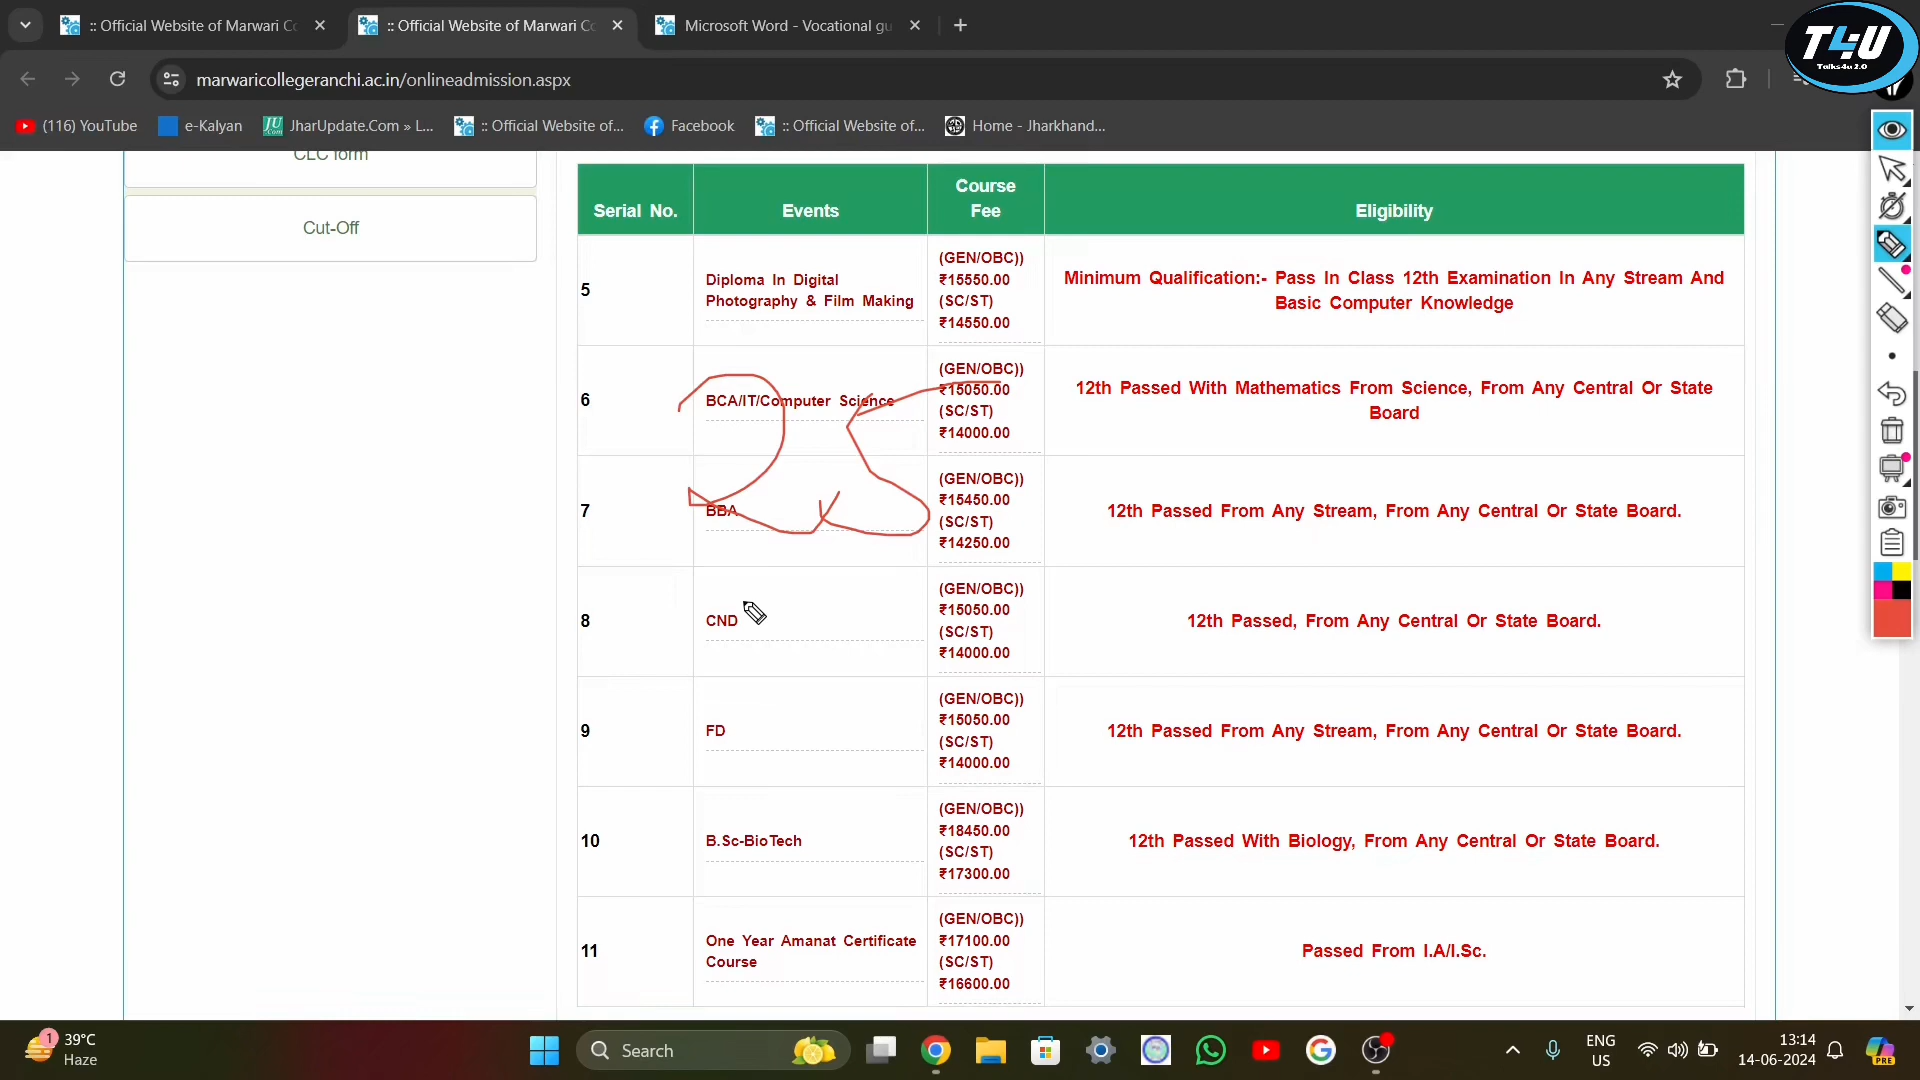 :: Official Website of Marwari Co
:: Official Website of Marwari Co
Microsoft Word - Vocational gu
T4U
Talks4u 2.0
marwaricollegeranchi.ac.in/onlineadmission.aspx
(116) YouTube
e-Kalyan
JU
.Com
JharUpdate.Com » L...
:: Official Website of...
Facebook
:: Official Website of...
Home - Jharkhand...
CLC form
Cut-Off
Serial No.
Events
Course
Fee
Eligibility
5
Diploma In Digital
Photography & Film Making
(GEN/OBC))
₹15550.00
(SC/ST)
₹14550.00
Minimum Qualification:- Pass In Class 12th Examination In Any Stream And
Basic Computer Knowledge
6
BCA/IT/Computer Science
(GEN/OBC))
₹15050.00
(SC/ST)
₹14000.00
12th Passed With Mathematics From Science, From Any Central Or State
Board
25
7
BBA
(GEN/OBC))
₹15450.00
(SC/ST)
₹14250.00
12th Passed From Any Stream, From Any Central Or State Board.
8
CND
(GEN/OBC))
₹15050.00
(SC/ST)
₹14000.00
12th Passed, From Any Central Or State Board.
9
FD
(GEN/OBC))
₹15050.00
(SC/ST)
₹14000.00
12th Passed From Any Stream, From Any Central Or State Board.
10
B.Sc-BioTech
(GEN/OBC))
₹18450.00
(SC/ST)
₹17300.00
12th Passed With Biology, From Any Central Or State Board.
11
One Year Amanat Certificate
Course
(GEN/OBC))
₹17100.00
(SC/ST)
₹16600.00
Passed From I.A/I.Sc.
1
39°C
Haze
Search
ENG
US
13:14
14-06-2024
PRE